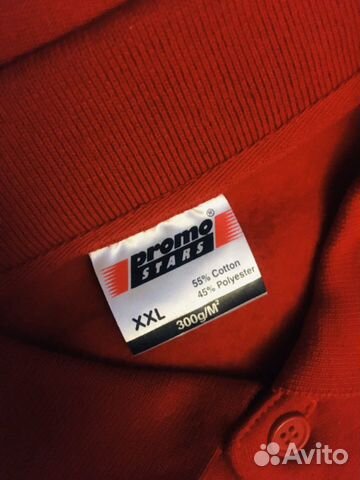 promo®
STARS
55% Cotton
45% Polyester
XXL
300g/M²
Avito